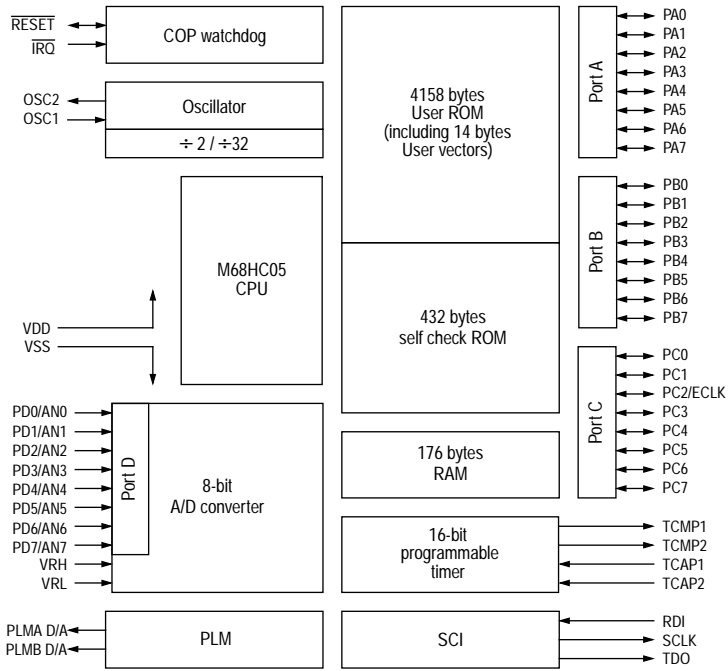 RESET
IRQ
COP watchdog
OSC2
OSC1
Oscillator
÷ 2 / ÷32
M68HC05
CPU
VDD
VSS
PD0/AN0
PD1/AN1
PD2/AN2
PD3/AN3
PD4/AN4
PD5/AN5
PD6/AN6
PD7/AN7
VRH
VRL
Port D
8-bit
A/D converter
PLMA D/A
PLMB D/A
PLM
4158 bytes
User ROM
(including 14 bytes
User vectors)
432 bytes
self check ROM
176 bytes
RAM
16-bit
programmable
timer
SCI
Port A
PA0
PA1
PA2
PA3
PA4
PA5
PA6
PA7
Port B
PB0
PB1
PB2
PB3
PB4
PB5
PB6
PB7
Port C
PC0
PC1
PC2/ECLK
PC3
PC4
PC5
PC6
PC7
TCMP1
TCMP2
TCAP1
TCAP2
RDI
SCLK
TDO